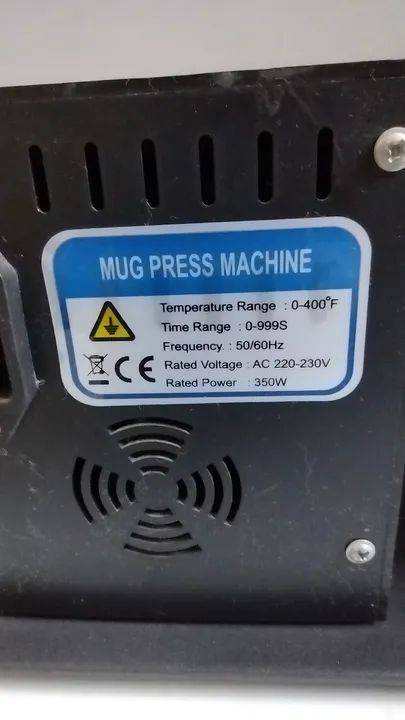 MUG PRESS MACHINE
Temperature Range : 0-400°F
Time Range : 0-999S
Frequency : 50/60Hz
Rated Voltage : AC 220-230V
Rated Power : 350W
CE